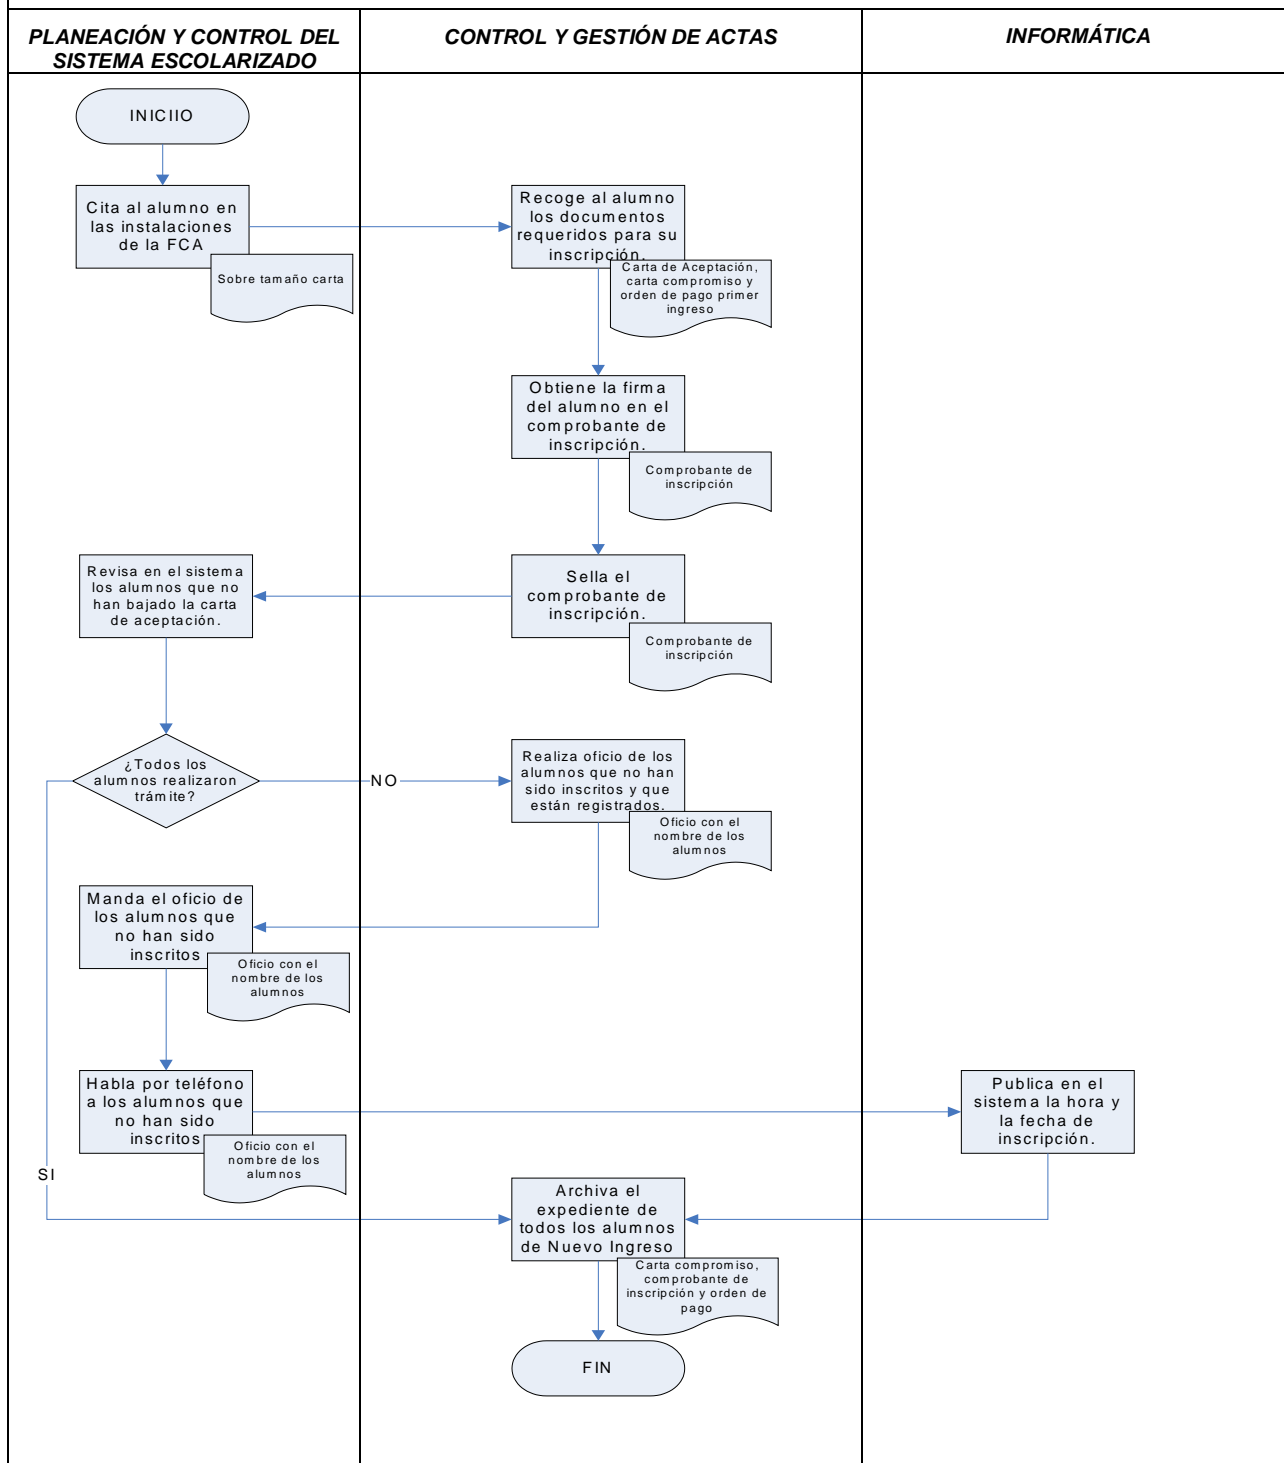 PLANEACIÓN Y CONTROL DEL
SISTEMA ESCOLARIZADO
CONTROL Y GESTIÓN DE ACTAS
INFORMÁTICA
INICIIO
Cita al alumno en
las instalaciones
de la FCA
Sobre tamaño carta
Recoge al alumno
los documentos
requeridos para su
inscripción.
Carta de Aceptación,
carta compromiso y
orden de pago primer
ingreso
Obtiene la firma
del alumno en el
comprobante de
inscripción.
Comprobante de
inscripción
Sella el
comprobante de
inscripción.
Comprobante de
inscripción
Revisa en el sistema
los alumnos que no
han bajado la carta
de aceptación.
¿Todos los
alumnos realizaron
trámite?
NO
Realiza oficio de los
alumnos que no han
sido inscritos y que
están registrados.
Oficio con el
nombre de los
alumnos
Manda el oficio de
los alumnos que
no han sido
inscritos
Oficio con el
nombre de los
alumnos
Habla por teléfono
a los alumnos que
no han sido
inscritos
Oficio con el
nombre de los
alumnos
Publica en el
sistema la hora y
la fecha de
inscripción.
SI
Archiva el
expediente de
todos los alumnos
de Nuevo Ingreso
Carta compromiso,
comprobante de
inscripción y orden de
pago
FIN